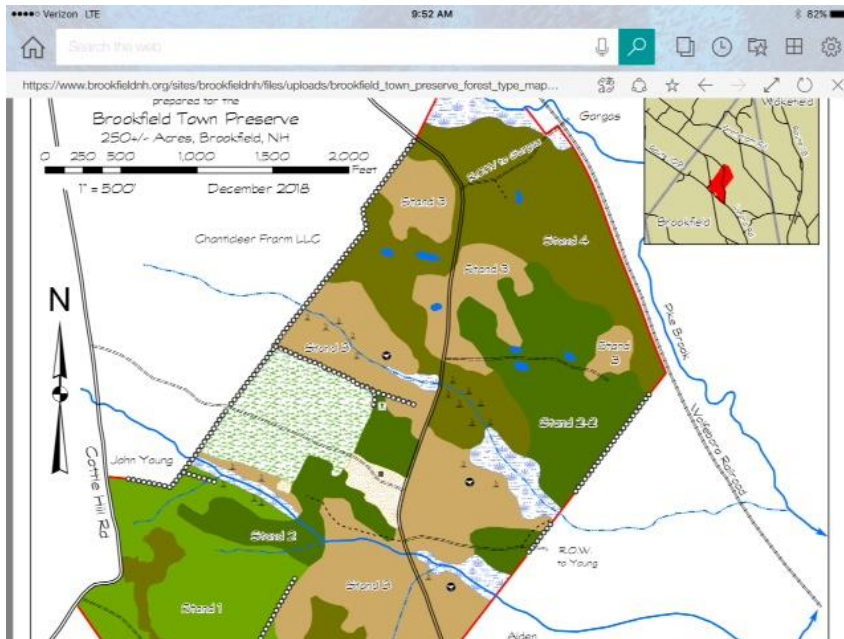 Verizon LTE
9:52 AM
82%
Search the web
https://www.brookfieldnh.org/sites/brookfieldnh/files/uploads/brookfield_town_preserve_forest_type_map...
prepared for the
Brookfield Town Preserve
250+/- Acres, Brookfield, NH
0 250 500 1,000 1,500 2,000 Feet
1" = 500'
December 2018
Gargas
Wakefield
Brookfield
R.O.W to Gargas
Stand 3
Chanticleer Frarm LLC
Stand 4
Stand 3
N
Pike Brook
Stand 3
Stand 3
Stand 2-2
Wolfeboro Railroad
Cottle Hill Rd
John Young
Stand 2
R.O.W.
to Young
Stand 3
Stand 1
Alden